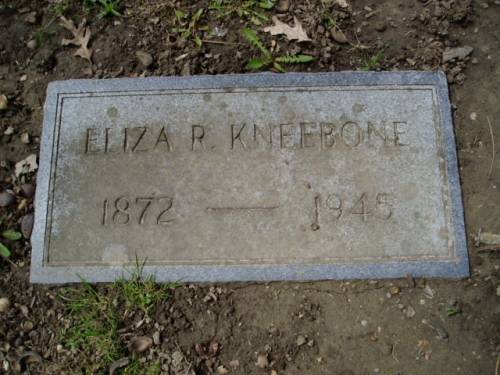 ELIZA R. KNEEBONE
1872 — 1945